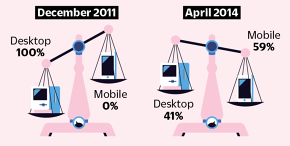 December 2011
Desktop
100%
Mobile
0%
April 2014
Mobile
59%
Desktop
41%